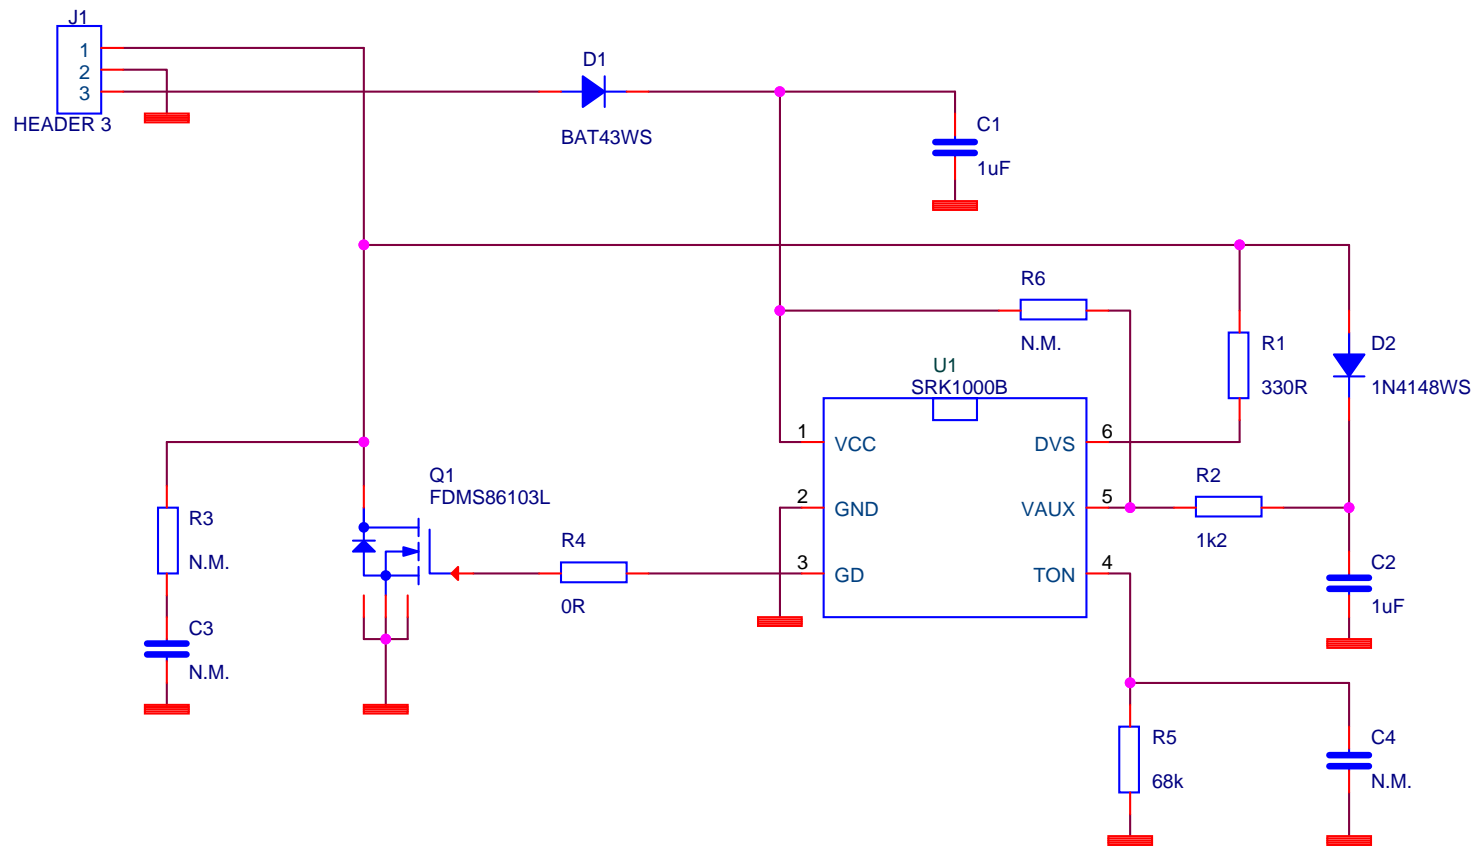 J1
1
2
3
HEADER 3
D1
BAT43WS
C1
1uF
R6
N.M.
U1
SRK1000B
R1
330R
D2
1N4148WS
1
VCC
DVS
6
Q1
FDMS86103L
2
GND
VAUX
5
R2
1k2
R3
N.M.
R4
0R
3
GD
TON
4
C2
1uF
C3
N.M.
R5
68k
C4
N.M.